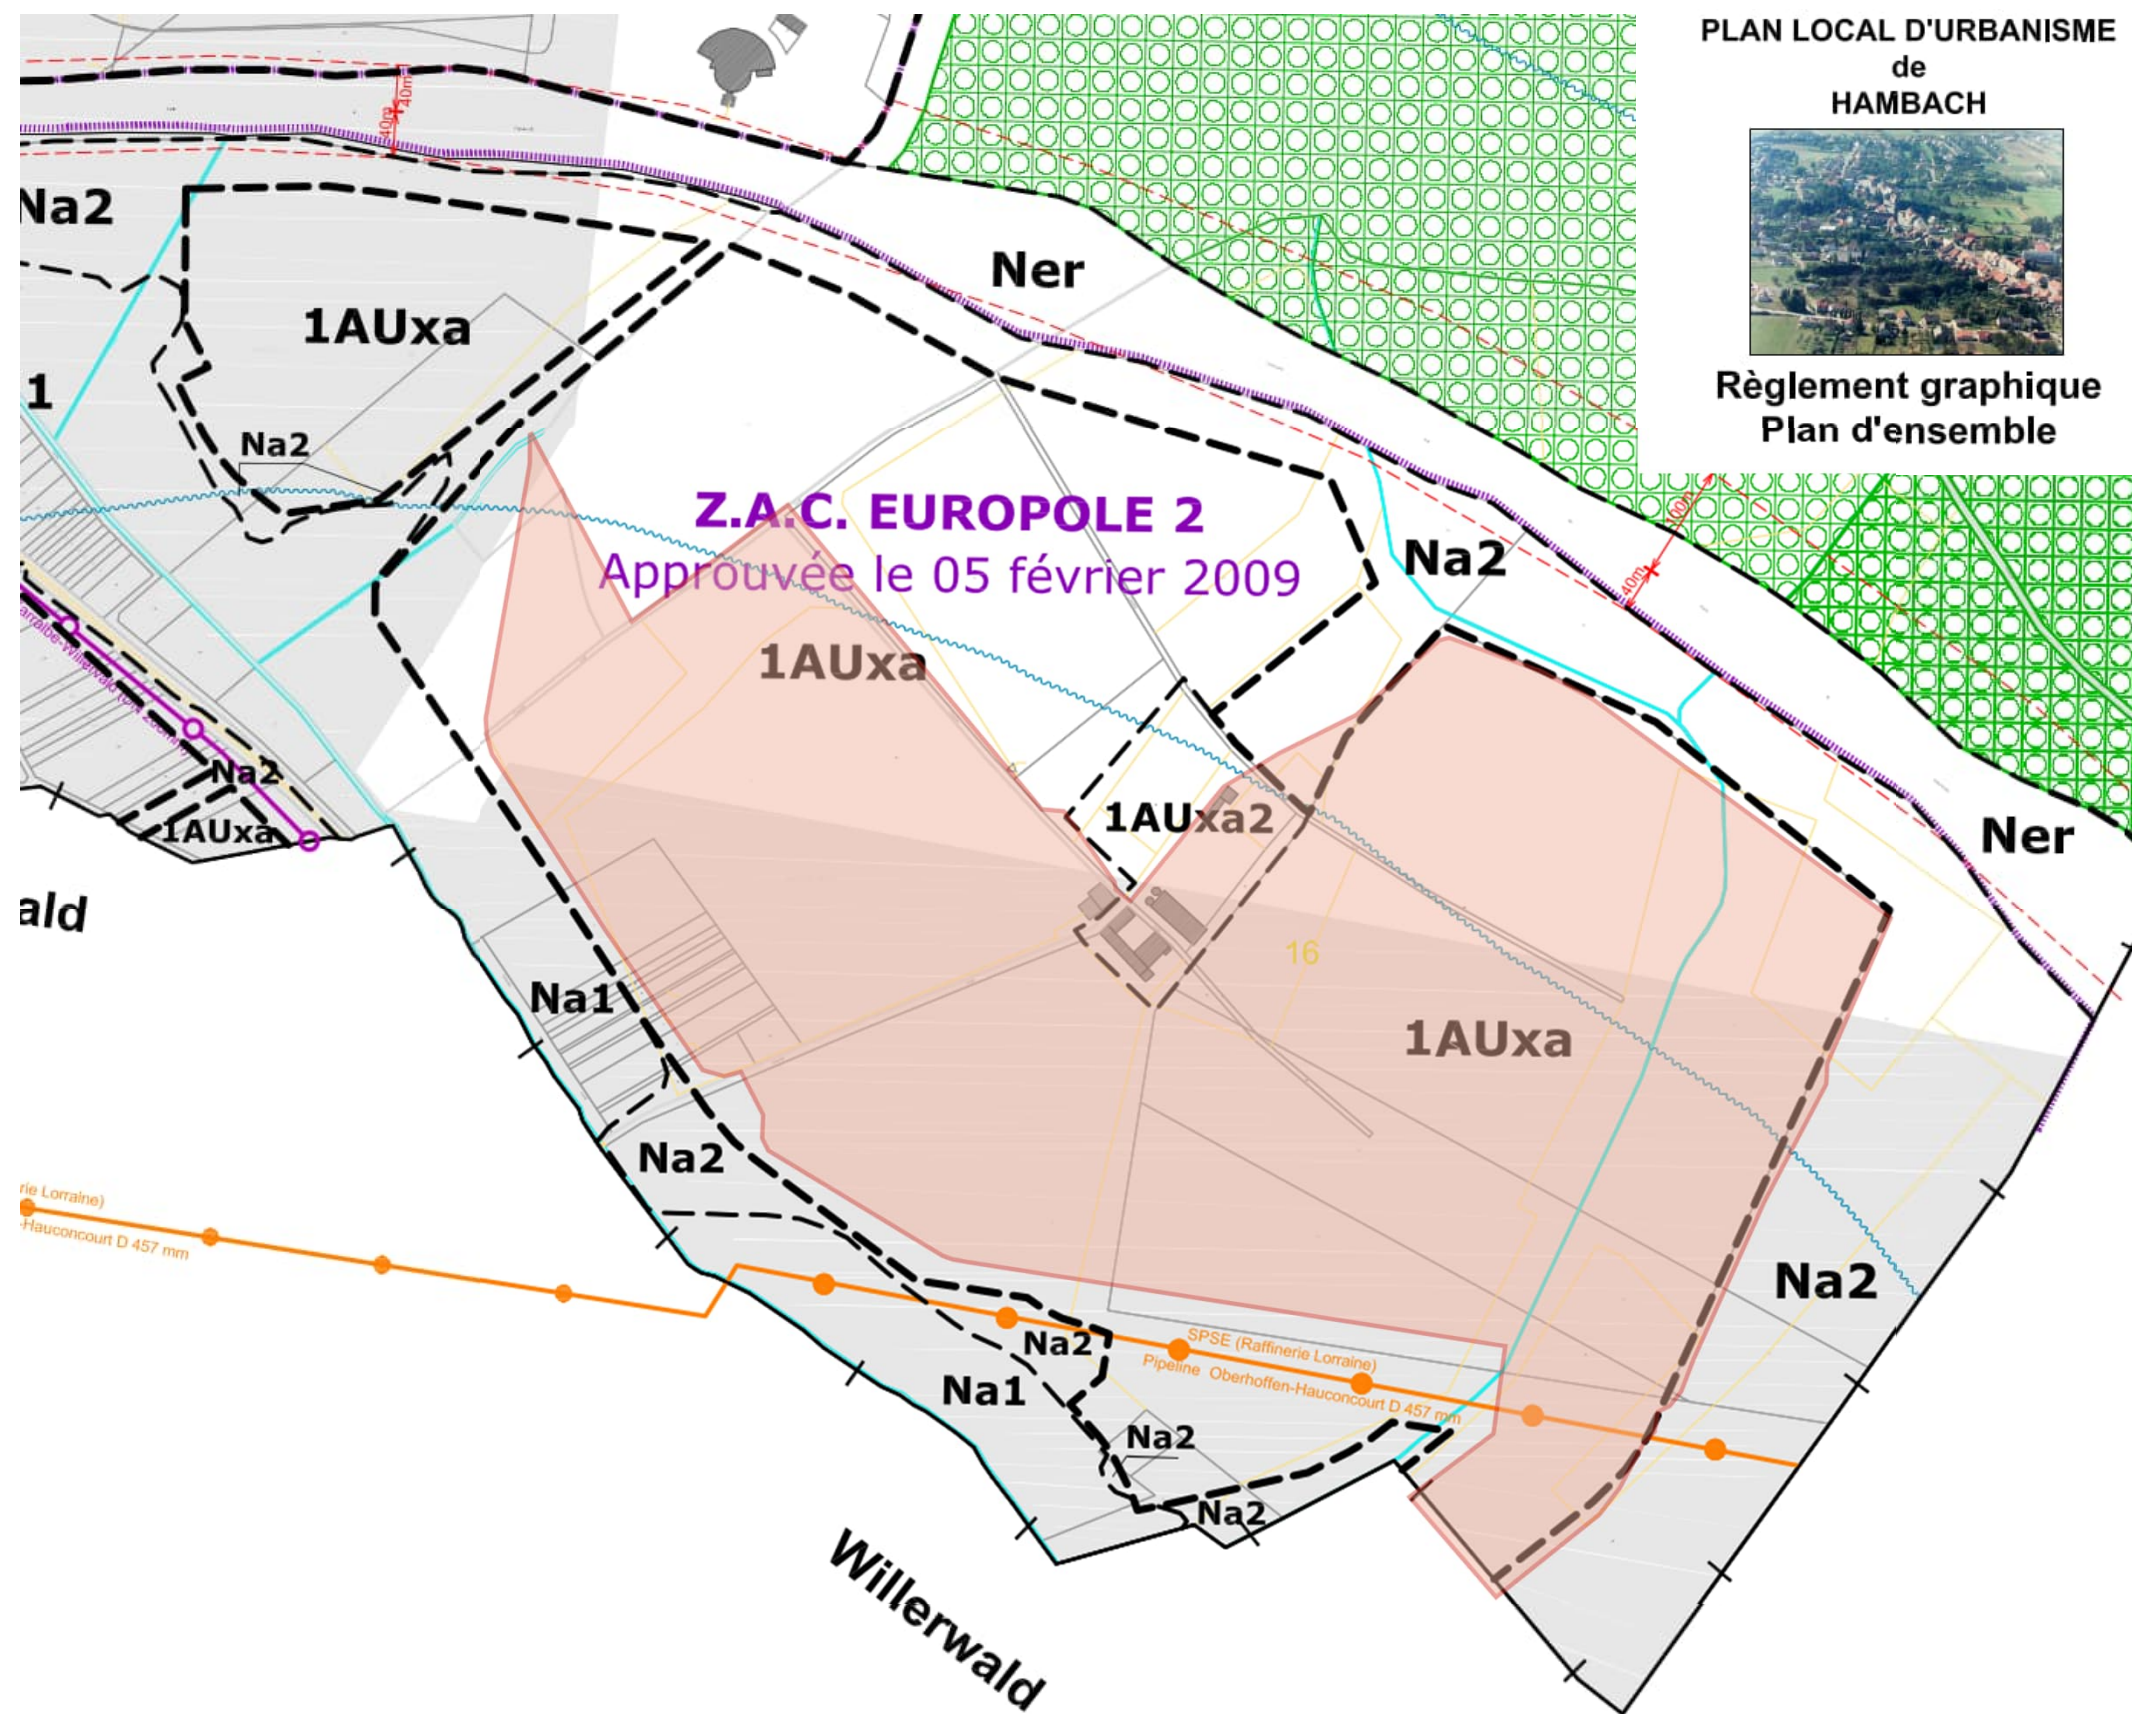 PLAN LOCAL D'URBANISME
de
HAMBACH
Règlement graphique
Plan d'ensemble
40m
40m
Na2
Ner
1AUxa
1
Na2
Z.A.C. EUROPOLE 2
Approuvée le 05 février 2009
Na2
100m
40m
1AUxa
Na2
1AUxa
1AUxa2
Ner
ald
16
Na1
1AUxa
Na2
rie Lorraine)
-Hauconcourt D 457 mm
Na2
Na2
SPSE (Raffinerie Lorraine)
Pipeline Oberhoffen-Hauconcourt D 457 mm
Na1
Na2
Na2
Willerwald